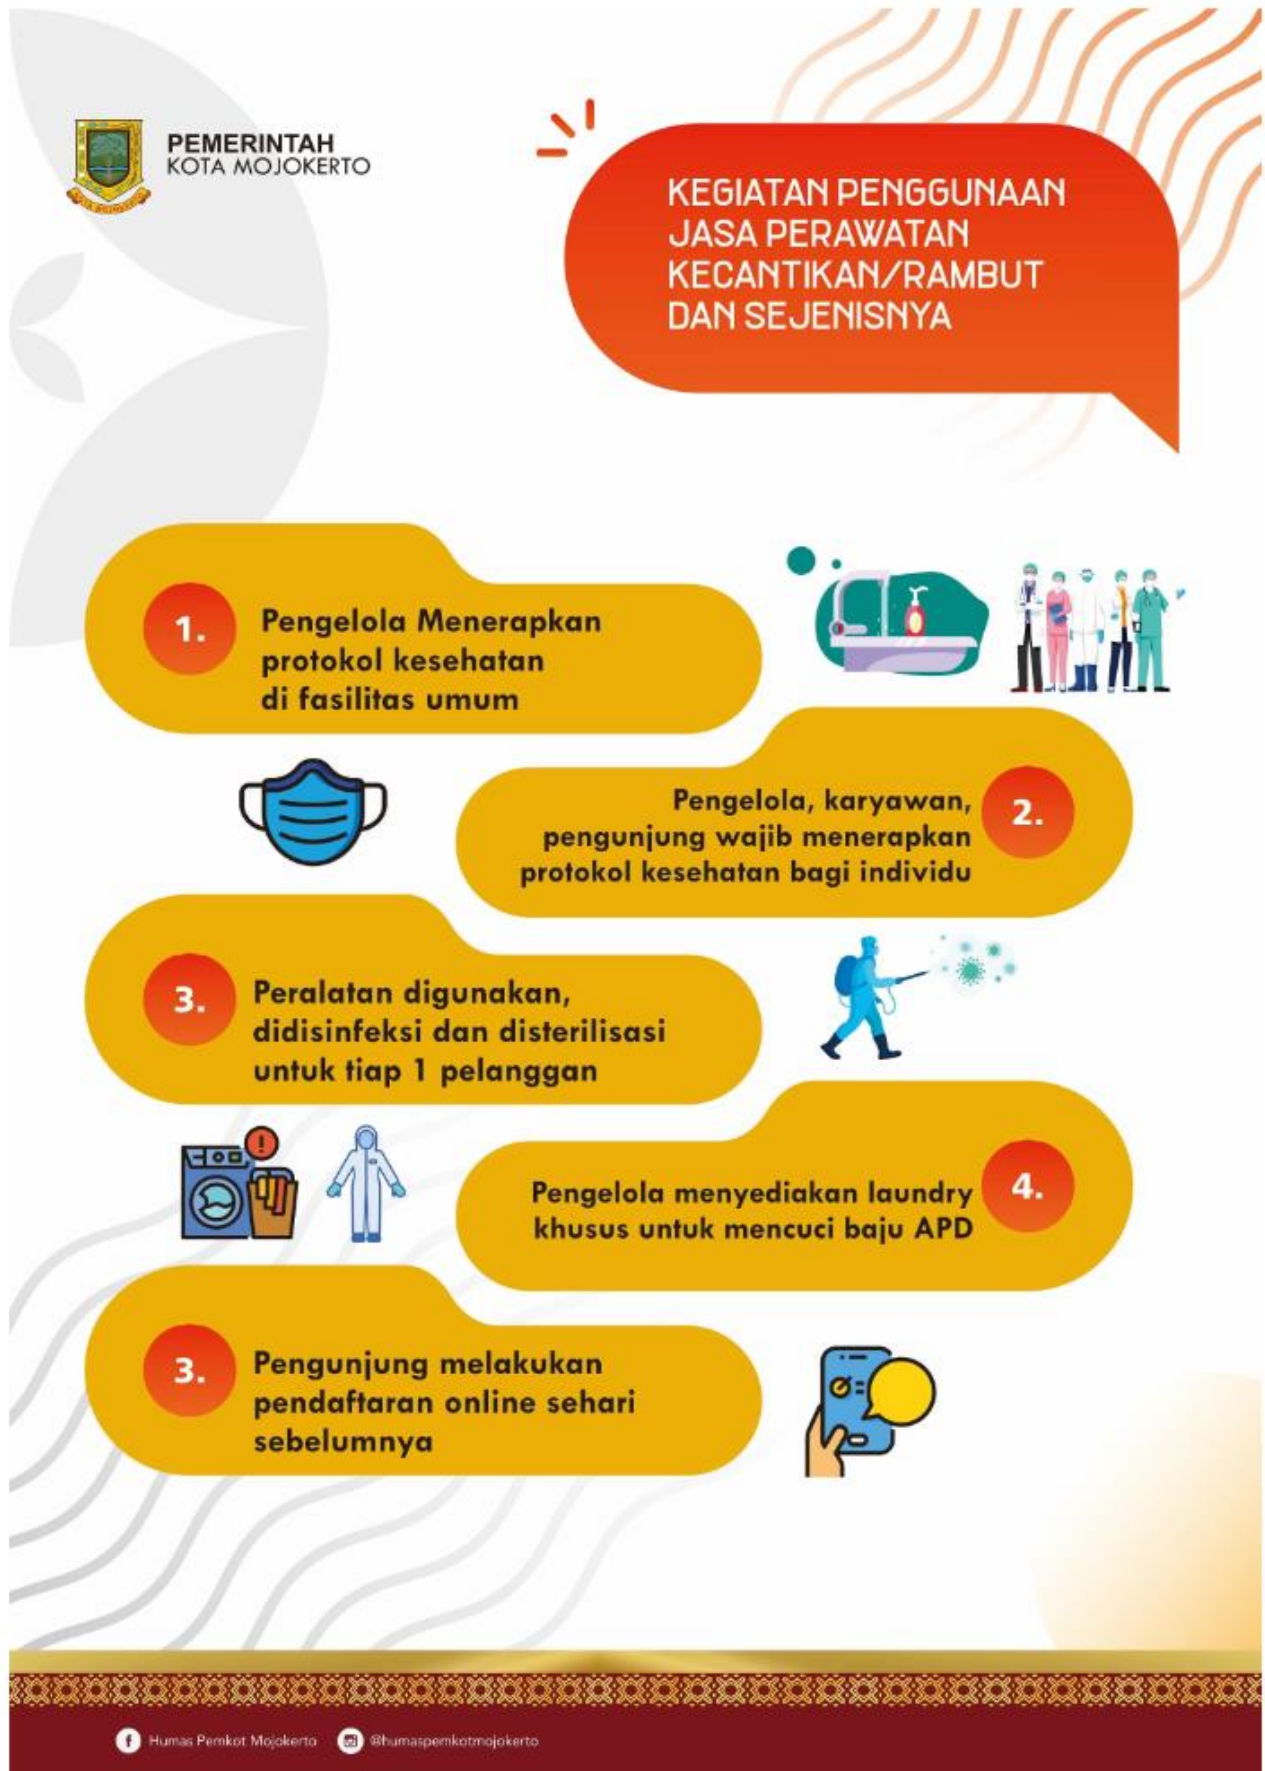 PEMERINTAH
KOTA MOJOKERTO
KEGIATAN PENGGUNAAN
JASA PERAWATAN
KECANTIKAN/RAMBUT
DAN SEJENISNYA
1.
Pengelola Menerapkan
protokol kesehatan
di fasilitas umum
2.
Pengelola, karyawan,
pengunjung wajib menerapkan
protokol kesehatan bagi individu
3.
Peralatan digunakan,
didisinfeksi dan disterilisasi
untuk tiap 1 pelanggan
4.
Pengelola menyediakan laundry
khusus untuk mencuci baju APD
3.
Pengunjung melakukan
pendaftaran online sehari
sebelumnya
Humas Pemkot Mojokerto
@humaspemkotmojokerto